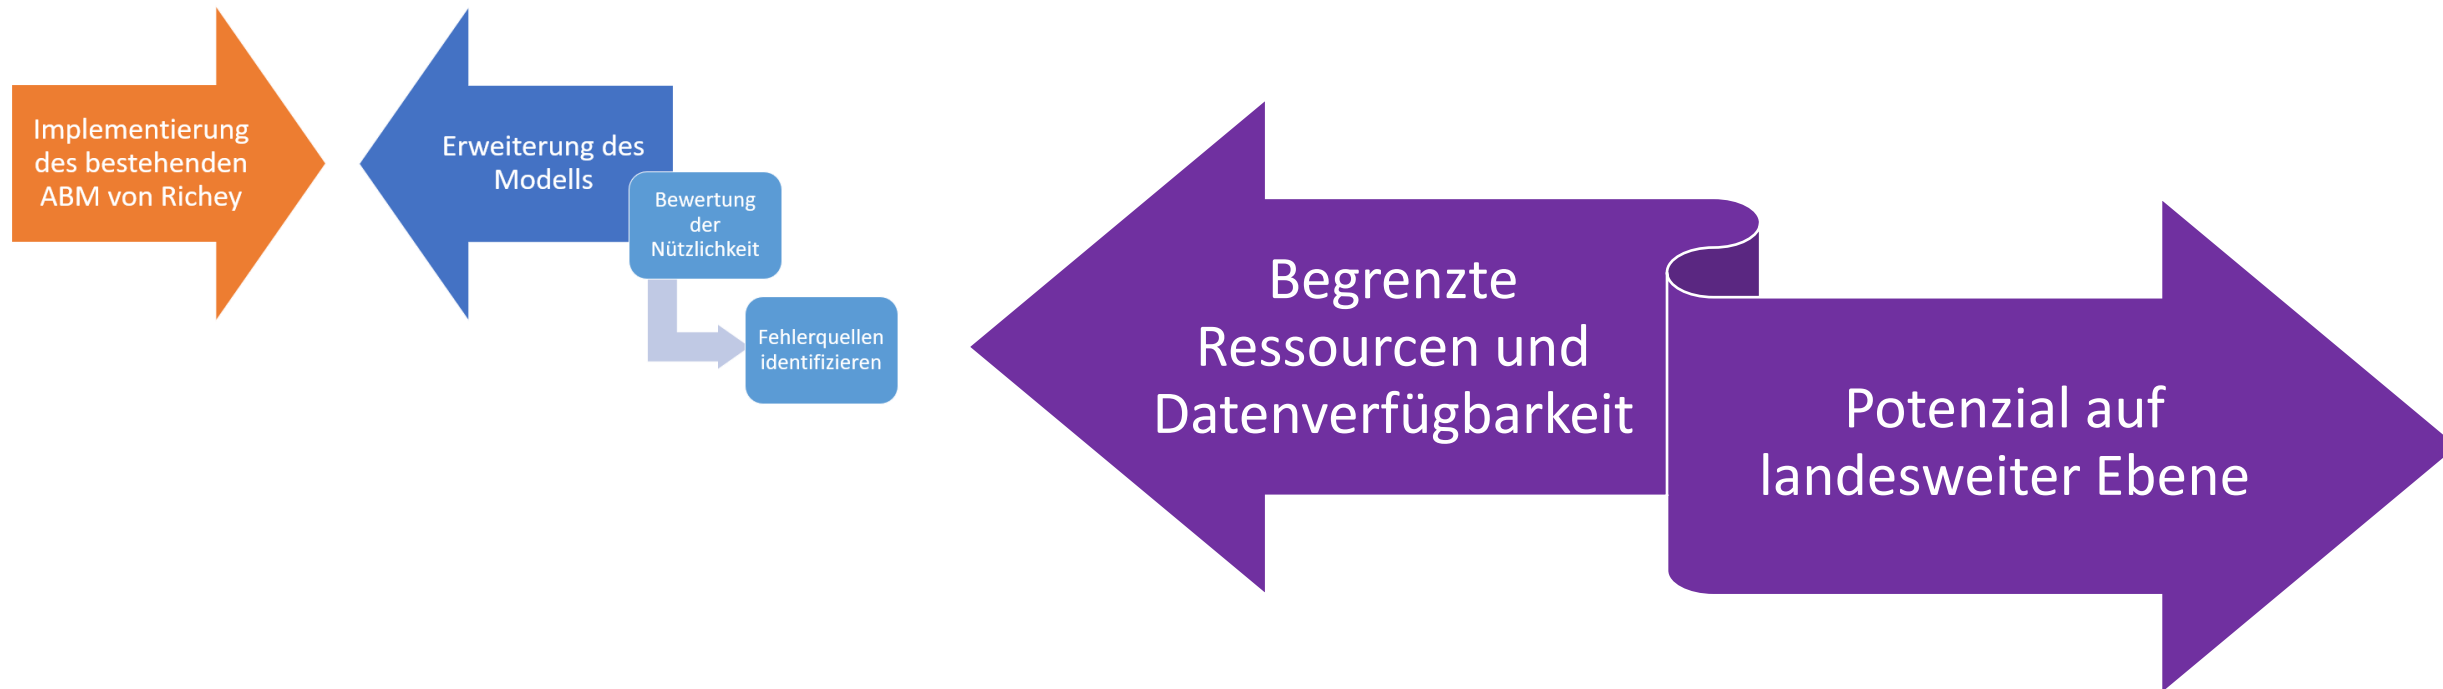 Implementierung
des bestehenden
ABM von Richey
Erweiterung des
Modells
Bewertung
der
Nützlichkeit
Fehlerquellen
identifizieren
Begrenzte
Ressourcen und
Datenverfügbarkeit
Potenzial auf
landesweiter Ebene